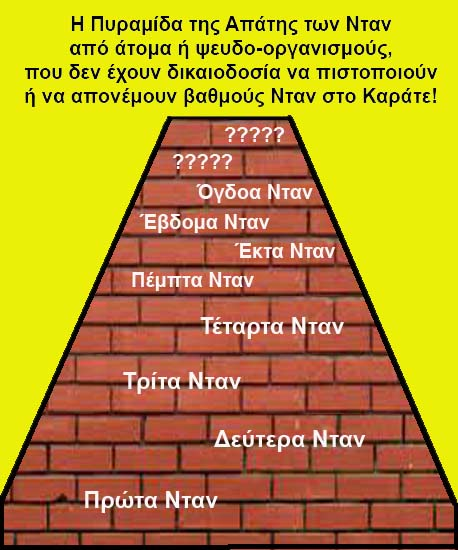 Η Πυραμίδα της Απάτης των Νταν
από άτομα ή ψευδο-οργανισμούς,
που δεν έχουν δικαιοδοσία να πιστοποιούν
ή να απονέμουν βαθμούς Νταν στο Καράτε!
?????
?????
Όγδοα Νταν
Έβδομα Νταν
Έκτα Νταν
Πέμπτα Νταν
Τέταρτα Νταν
Τρίτα Νταν
Δεύτερα Νταν
Πρώτα Νταν